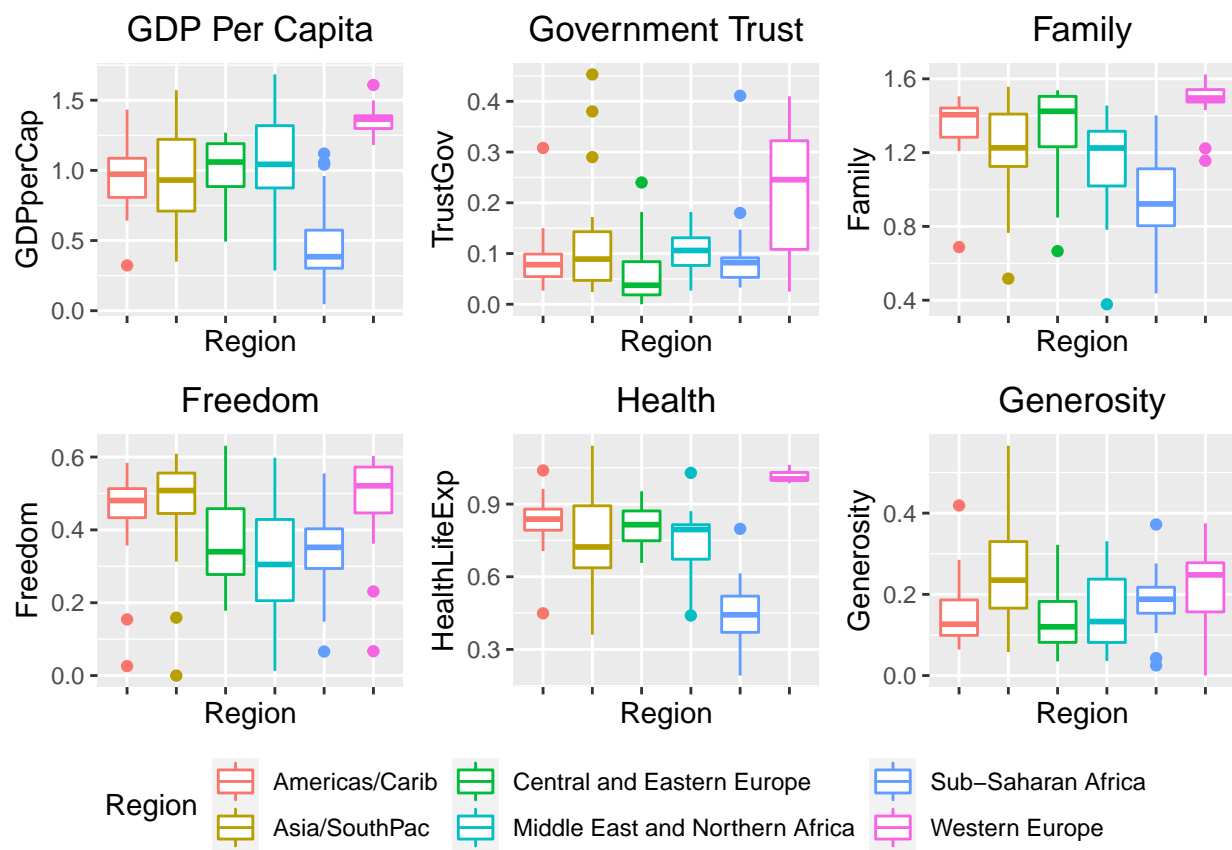 GDP Per Capita
GDPperCap
1.5
1.0
0.5
0.0
Region
Government Trust
TrustGov
0.4
0.3
0.2
0.1
0.0
Region
Family
Family
1.6
1.2
0.8
0.4
Region
Freedom
Freedom
0.6
0.4
0.2
0.0
Region
Health
HealthLifeExp
0.9
0.6
0.3
Region
Generosity
Generosity
0.4
0.2
0.0
Region
Region
Americas/Carib
Asia/SouthPac
Central and Eastern Europe
Middle East and Northern Africa
Sub−Saharan Africa
Western Europe